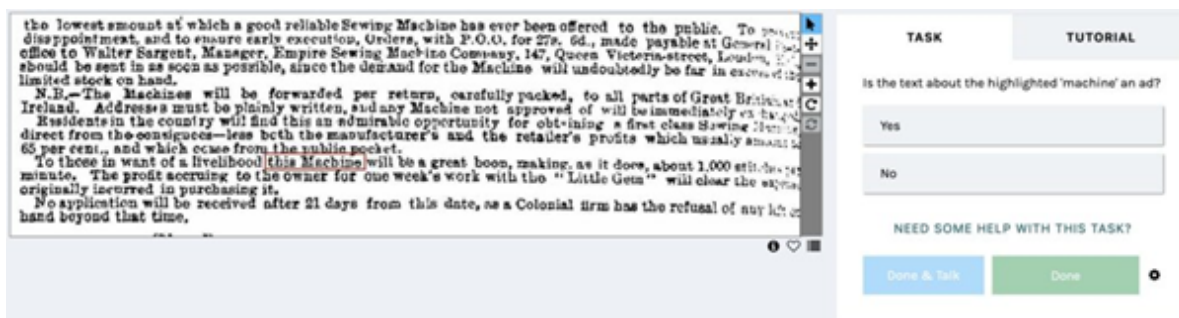 the lowest amount at which a good reliable Sewing Machine has ever been offered to the public. To
disappointment, and to ensure early execution, Orders, with P.O.O. for 27s. 6d., made payable at General
office to Walter Sargent, Manager, Empire Sewing Machine Company, 147, Queen Victoria-street, London,
should be sent in as soon as possible, since the demand for the Machine will undoubtedly be far in excess of the
limited stock on hand.
N.B.—The Machines will be forwarded per return, carefully packed, to all parts of Great Britain
Ireland. Addresses must be plainly written, and any Machine not approved of will be immediately
Residents in the country will find this an admirable opportunity for obtaining a first class Sewing
direct from the consignees—less both the manufacturer's and the retailer's profits which usually
65 per cent., and which come from the public pocket.
To those in want of a livelihood this Machine will be a great boon, making, as it does, about 1,000
minute. The profit accruing to the owner for one week's work with the "Little Gem" will clear the
originally incurred in purchasing it.
No application will be received after 21 days from this date, as a Colonial firm has the refusal of any
hand beyond that time.
TASK
TUTORIAL
Is the text about the highlighted 'machine' an ad?
Yes
No
NEED SOME HELP WITH THIS TASK?
Done & Talk
Done